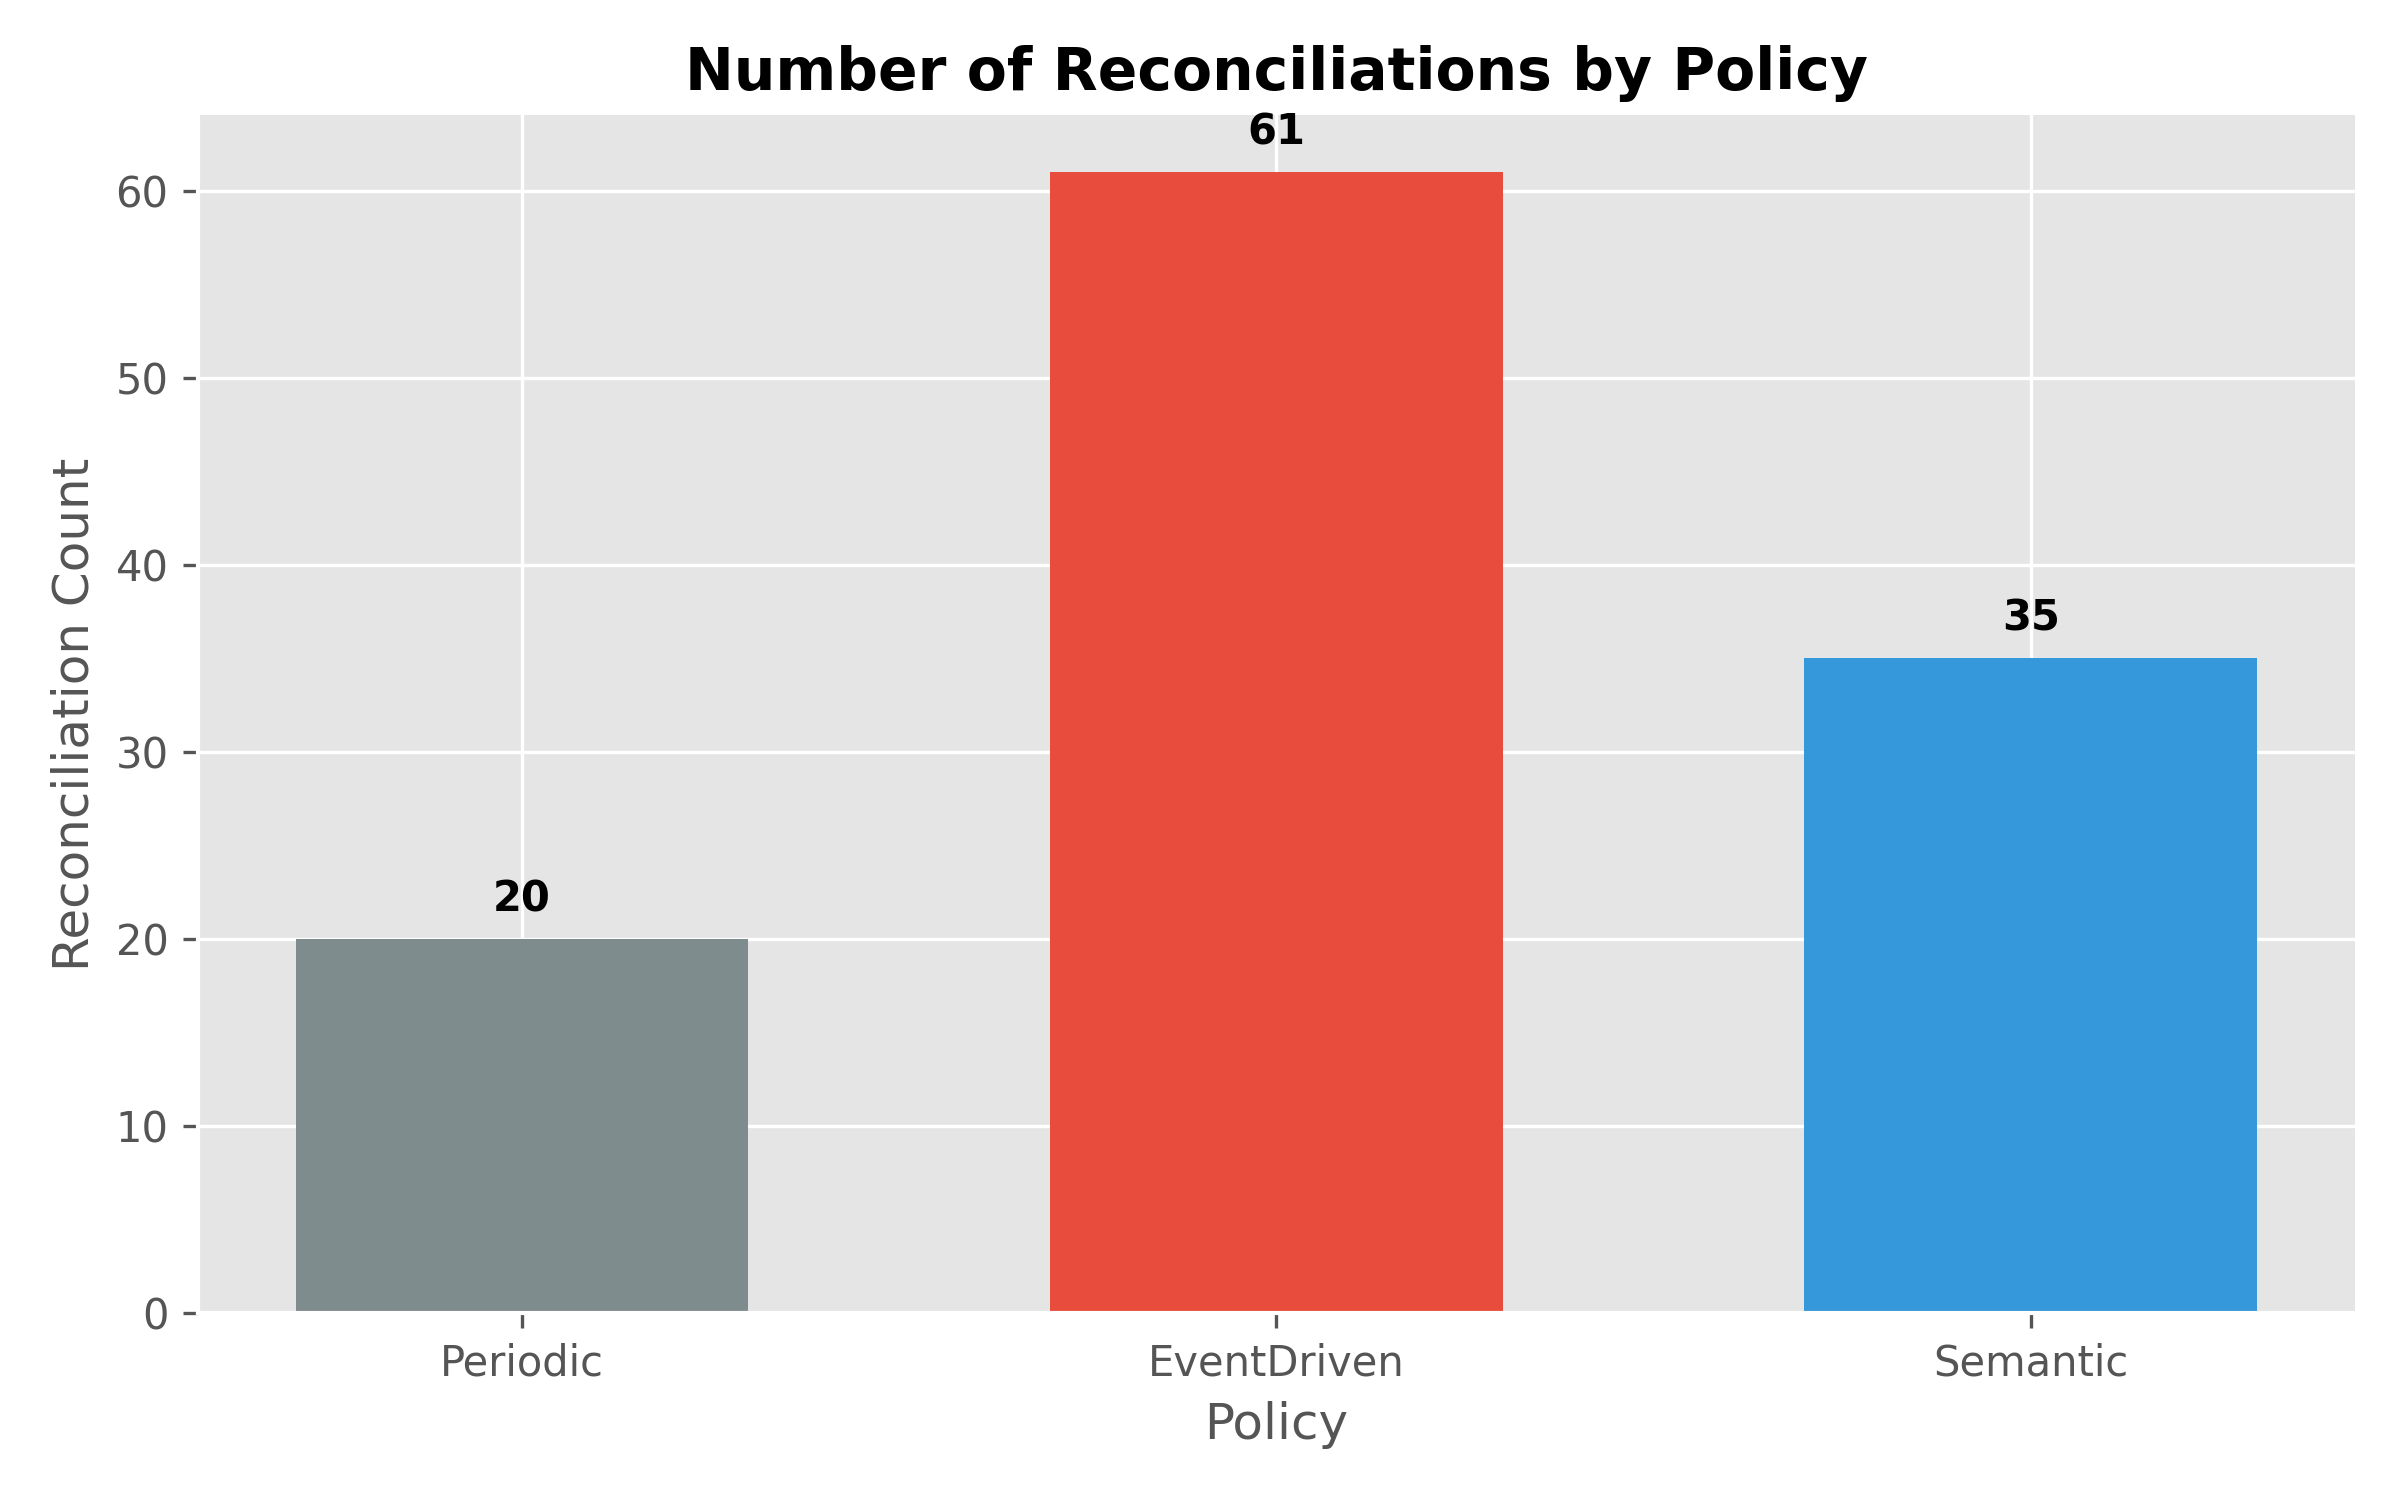 Number of Reconciliations by Policy
61
60
50
40
35
30
20
20
10
0
Reconciliation Count
Periodic
EventDriven
Semantic
Policy